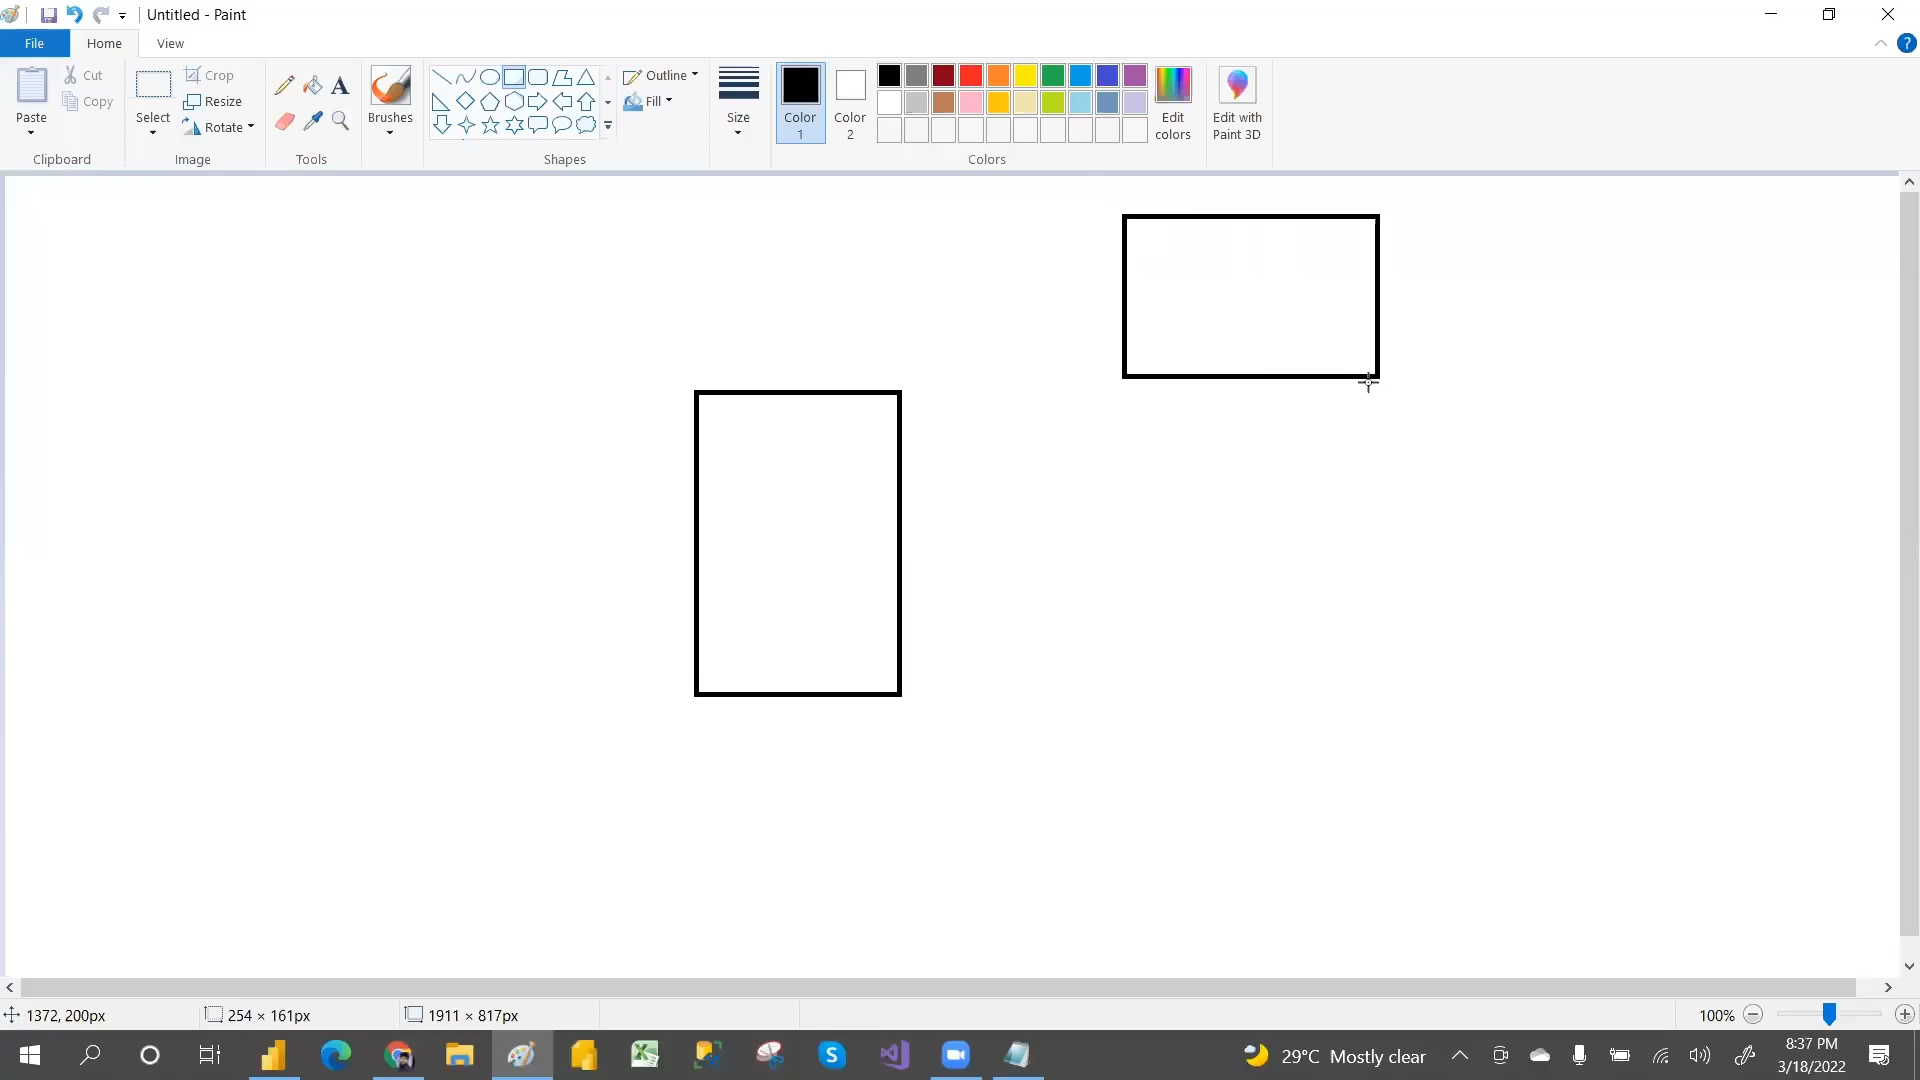 Untitled - Paint
File Home View
Paste
Cut
Copy
Clipboard
Select
Crop
Resize
Rotate
Image
A
Tools
Brushes
Outline
Fill
Shapes
Size
Color
1
Color
2
Edit
colors
Colors
Edit with
Paint 3D
1372, 200px 254 × 161px 1911 × 817px 100%
29°C Mostly clear
8:37 PM
3/18/2022